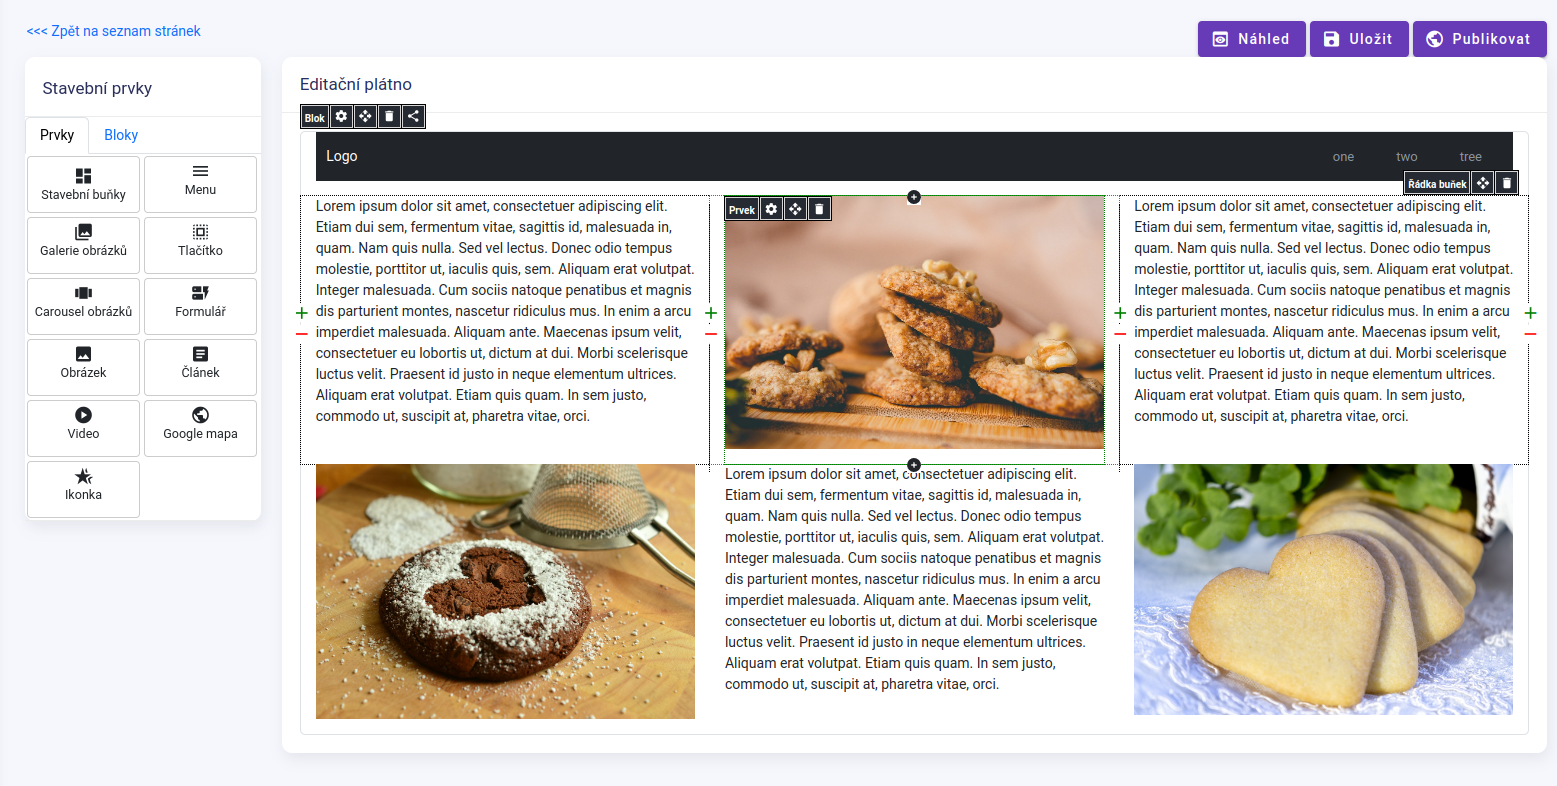 <<< Zpět na seznam stránek
Náhled
Uložit
Publikovat
Stavební prvky
Prvky
Bloky
Stavební buňky
Menu
Galerie obrázků
Tlačítko
Carousel obrázků
Formulář
Obrázek
Článek
Video
Google mapa
Ikonka
Editační plátno
Blok
Logo
one
two
tree
Řádka buněk
Lorem ipsum dolor sit amet, consectetuer adipiscing elit.
Etiam dui sem, fermentum vitae, sagittis id, malesuada in,
quam. Nam quis nulla. Sed vel lectus. Donec odio tempus
molestie, porttitor ut, iaculis quis, sem. Aliquam erat volutpat.
Integer malesuada. Cum sociis natoque penatibus et magnis
dis parturient montes, nascetur ridiculus mus. In enim a arcu
imperdiet malesuada. Aliquam ante. Maecenas ipsum velit,
consectetuer eu lobortis ut, dictum at dui. Morbi scelerisque
luctus velit. Praesent id justo in neque elementum ultrices.
Aliquam erat volutpat. Etiam quis quam. In sem justo,
commodo ut, suscipit at, pharetra vitae, orci.
Prvek
Lorem ipsum dolor sit amet, consectetuer adipiscing elit.
Etiam dui sem, fermentum vitae, sagittis id, malesuada in,
quam. Nam quis nulla. Sed vel lectus. Donec odio tempus
molestie, porttitor ut, iaculis quis, sem. Aliquam erat volutpat.
Integer malesuada. Cum sociis natoque penatibus et magnis
dis parturient montes, nascetur ridiculus mus. In enim a arcu
imperdiet malesuada. Aliquam ante. Maecenas ipsum velit,
consectetuer eu lobortis ut, dictum at dui. Morbi scelerisque
luctus velit. Praesent id justo in neque elementum ultrices.
Aliquam erat volutpat. Etiam quis quam. In sem justo,
commodo ut, suscipit at, pharetra vitae, orci.
Lorem ipsum dolor sit amet, consectetuer adipiscing elit.
Etiam dui sem, fermentum vitae, sagittis id, malesuada in,
quam. Nam quis nulla. Sed vel lectus. Donec odio tempus
molestie, porttitor ut, iaculis quis, sem. Aliquam erat volutpat.
Integer malesuada. Cum sociis natoque penatibus et magnis
dis parturient montes, nascetur ridiculus mus. In enim a arcu
imperdiet malesuada. Aliquam ante. Maecenas ipsum velit,
consectetuer eu lobortis ut, dictum at dui. Morbi scelerisque
luctus velit. Praesent id justo in neque elementum ultrices.
Aliquam erat volutpat. Etiam quis quam. In sem justo,
commodo ut, suscipit at, pharetra vitae, orci.